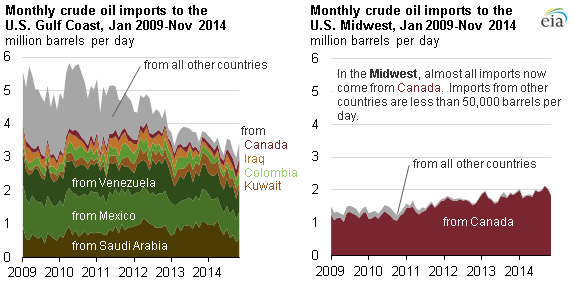 Monthly crude oil imports to the
U.S. Gulf Coast, Jan 2009-Nov 2014
million barrels per day
6
5
4
3
2
1
0
from all other countries
from
Canada
Iraq
Colombia
Kuwait
from Venezuela
from Mexico
from Saudi Arabia
2009 2010 2011 2012 2013 2014
Monthly crude oil imports to the
U.S. Midwest, Jan 2009-Nov 2014
million barrels per day
eia
6
5
4
3
2
1
0
In the Midwest, almost all imports now
come from Canada. Imports from other
countries are less than 50,000 barrels per
day.
from all other countries
from Canada
2009 2010 2011 2012 2013 2014